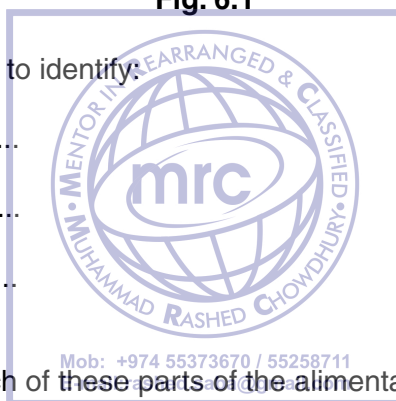 Fig. 6.1
to identify:
...
...
..
MENTOR IN REARRANGED & CLASSIFIED
mrc
MUHAMMAD RASHED CHOWDHURY
Mob: +974 55373670 / 55258711
of these parts of the